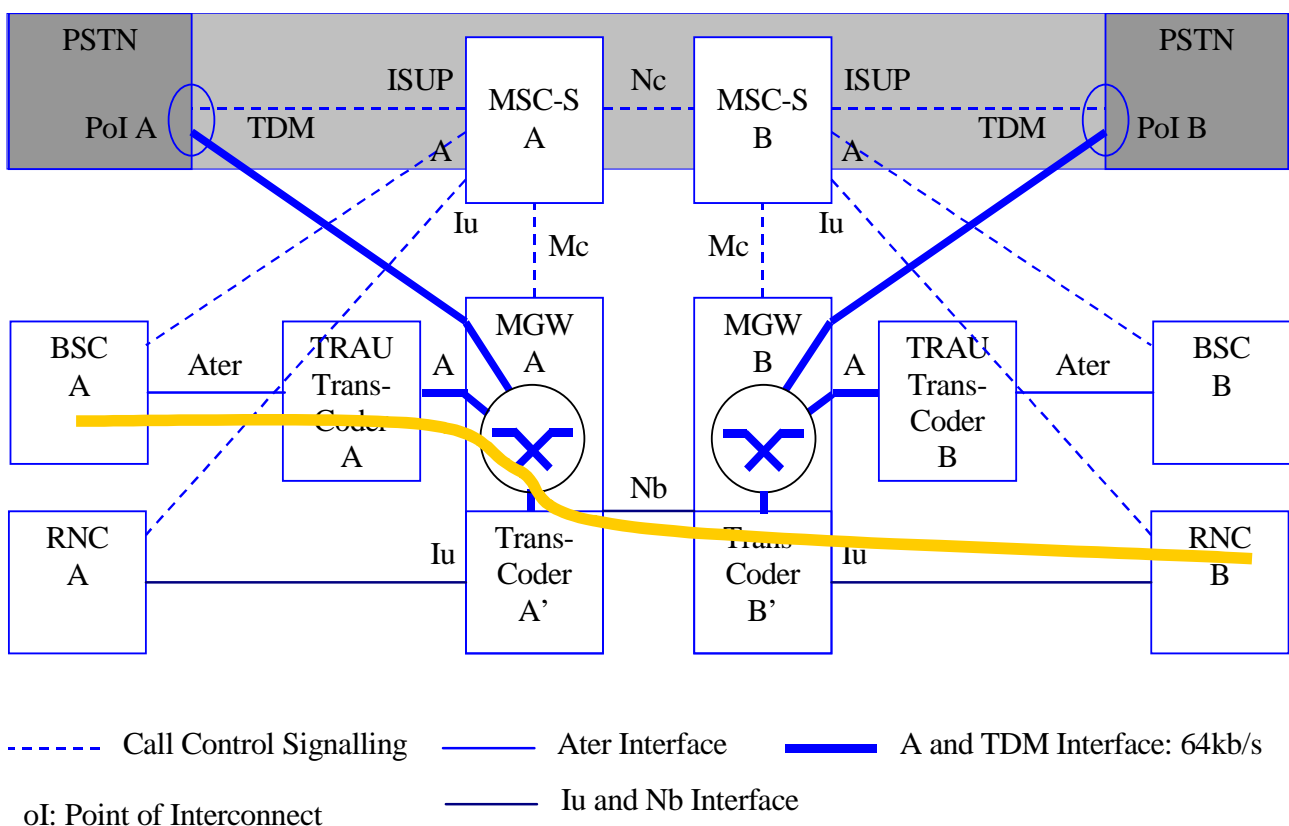 PSTN
PSTN
ISUP
MSC-S
A
Nc
MSC-S
B
ISUP
PoI A
TDM
TDM
PoI B
A
A
Iu
Iu
Mc
Mc
BSC
A
Ater
TRAU
Trans-
Coder
A
A
MGW
A
MGW
B
A
TRAU
Trans-
Coder
B
Ater
BSC
B
Nb
RNC
A
Iu
Trans-
Coder
A’
Trans-
Coder
B’
Iu
RNC
B
Call Control Signalling
Ater Interface
A and TDM Interface: 64kb/s
oI: Point of Interconnect
Iu and Nb Interface